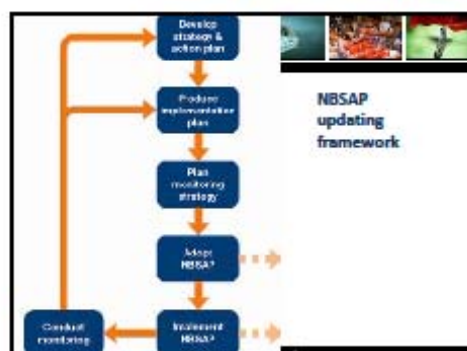 Develop
strategy &
action plan
Produce
implementation
plan
Plan
monitoring
strategy
Adopt
NBSAP
Implement
NBSAP
Conduct
monitoring
NBSAP
updating
framework